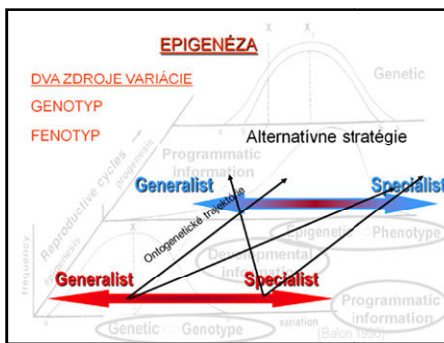 EPIGENÉZA
DVA ZDROJE VARIÁCIE
GENOTYP
FENOTYP
Genetic
Alternatívne stratégie
Programmatic
information
Generalist
Specialist
Reproductive cycles
progenesis
epigenesis
Ontogenetické trajektórie
Epigenetic
Phenotype
Developmental
information
frequency
X
Generalist
Specialist
Programmatic
information
Genetic
Genotype
variation
(Balon 1990)